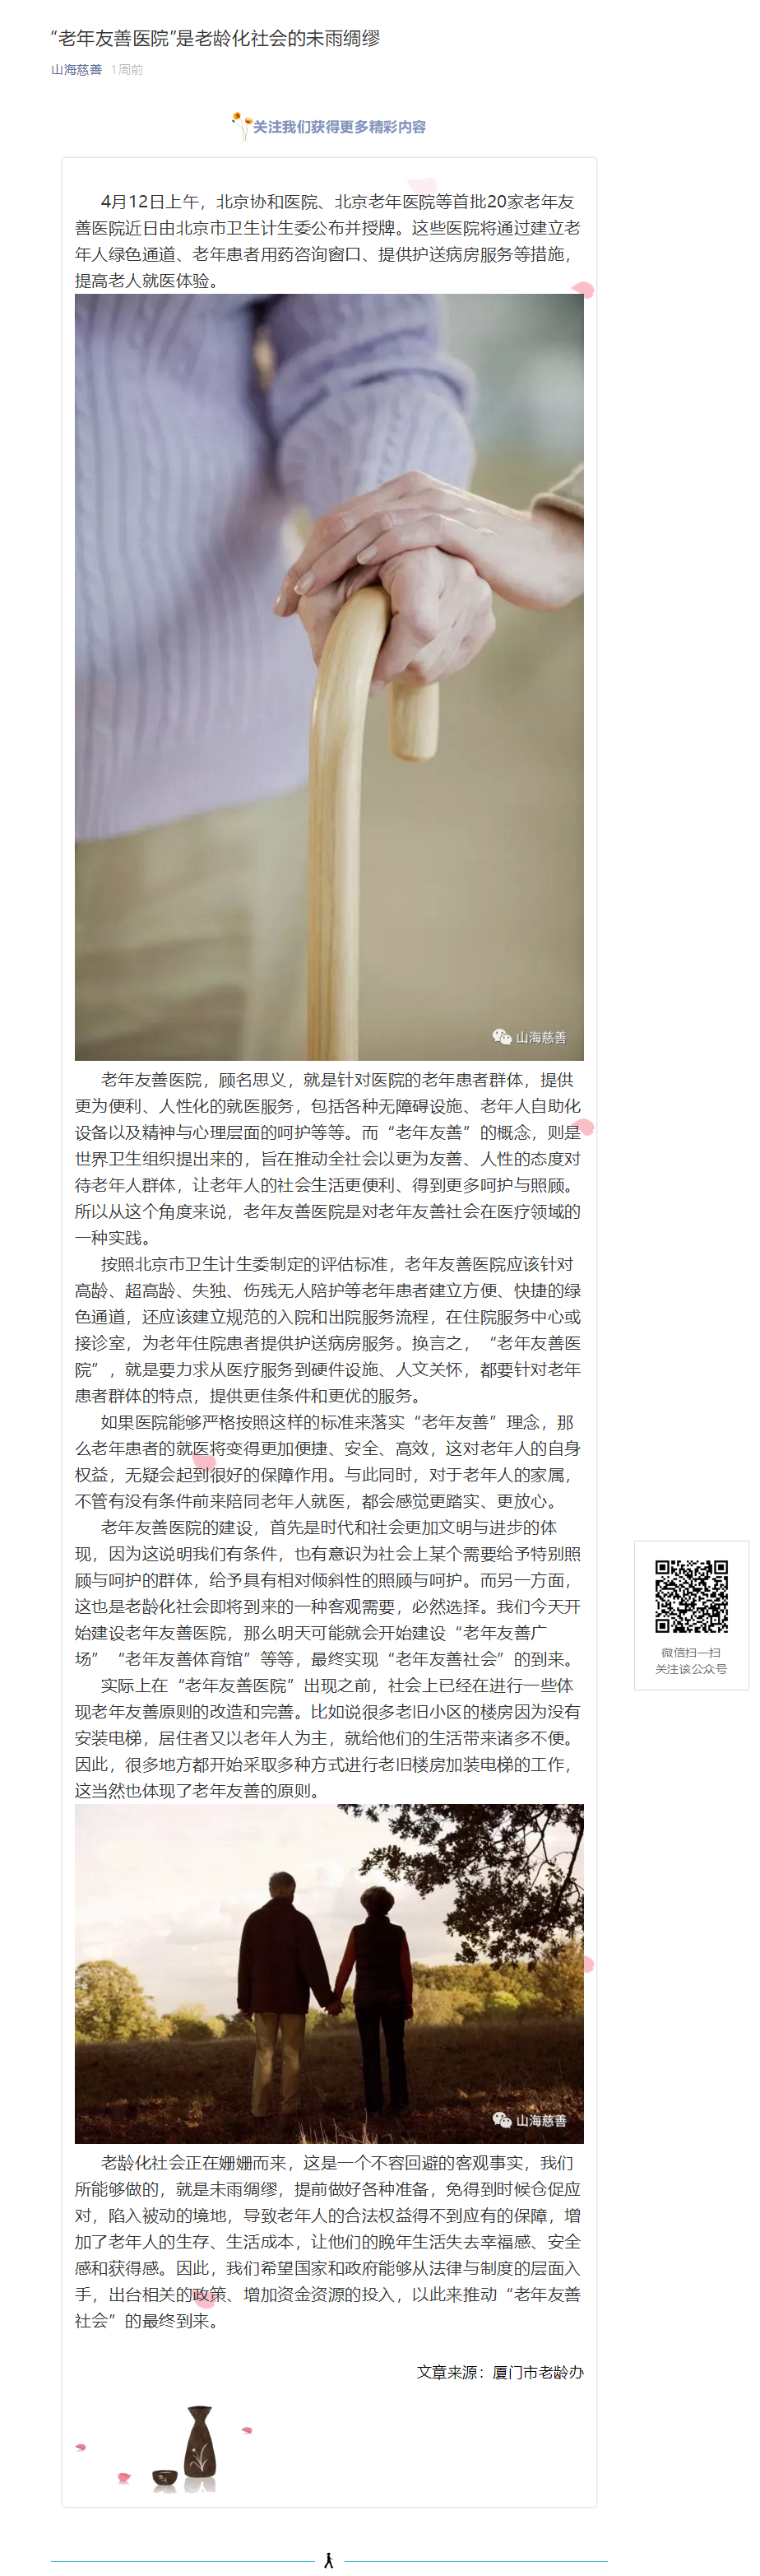 “老年友善医院”是老龄化社会的未雨绸缪
山海慈善 1周前
关注我们获得更多精彩内容
4月12日上午，北京协和医院、北京老年医院等首批20家老年友
善医院近日由北京市卫生计生委公布并授牌。这些医院将通过建立老
年人绿色通道、老年患者用药咨询窗口、提供护送病房服务等措施，
提高老人就医体验。
山海慈善
老年友善医院，顾名思义，就是针对医院的老年患者群体，提供
更为便利、人性化的就医服务，包括各种无障碍设施、老年人自助化
设备以及精神与心理层面的呵护等等。而“老年友善”的概念，则是
世界卫生组织提出来的，旨在推动全社会以更为友善、人性的态度对
待老年人群体，让老年人的社会生活更便利、得到更多呵护与照顾。
所以从这个角度来说，老年友善医院是对老年友善社会在医疗领域的
一种实践。
按照北京市卫生计生委制定的评估标准，老年友善医院应该针对
高龄、超高龄、失独、伤残无人陪护等老年患者建立方便、快捷的绿
色通道，还应该建立规范的入院和出院服务流程，在住院服务中心或
接诊室，为老年住院患者提供护送病房服务。换言之，“老年友善医
院”，就是要力求从医疗服务到硬件设施、人文关怀，都要针对老年
患者群体的特点，提供更佳条件和更优的服务。
如果医院能够严格按照这样的标准来落实“老年友善”理念，那
么老年患者的就医将变得更加便捷、安全、高效，这对老年人的自身
权益，无疑会起到很好的保障作用。与此同时，对于老年人的家属，
不管有没有条件前来陪同老年人就医，都会感觉更踏实、更放心。
老年友善医院的建设，首先是时代和社会更加文明与进步的体
现，因为这说明我们有条件，也有意识为社会上某个需要给予特别照
顾与呵护的群体，给予具有相对倾斜性的照顾与呵护。而另一方面，
这也是老龄化社会即将到来的一种客观需要，必然选择。我们今天开
始建设老年友善医院，那么明天可能就会开始建设“老年友善广
场”“老年友善体育馆”等等，最终实现“老年友善社会”的到来。
实际上在“老年友善医院”出现之前，社会上已经在进行一些体
现老年友善原则的改造和完善。比如说很多老旧小区的楼房因为没有
安装电梯，居住者又以老年人为主，就给他们的生活带来诸多不便。
因此，很多地方都开始采取多种方式进行老旧楼房加装电梯的工作，
这当然也体现了老年友善的原则。
微信扫一扫
关注该公众号
山海慈善
老龄化社会正在姗姗而来，这是一个不容回避的客观事实，我们
所能够做的，就是未雨绸缪，提前做好各种准备，免得到时候仓促应
对，陷入被动的境地，导致老年人的合法权益得不到应有的保障，增
加了老年人的生存、生活成本，让他们的晚年生活失去幸福感、安全
感和获得感。因此，我们希望国家和政府能够从法律与制度的层面入
手，出台相关的政策、增加资金资源的投入，以此来推动“老年友善
社会”的最终到来。
文章来源：厦门市老龄办